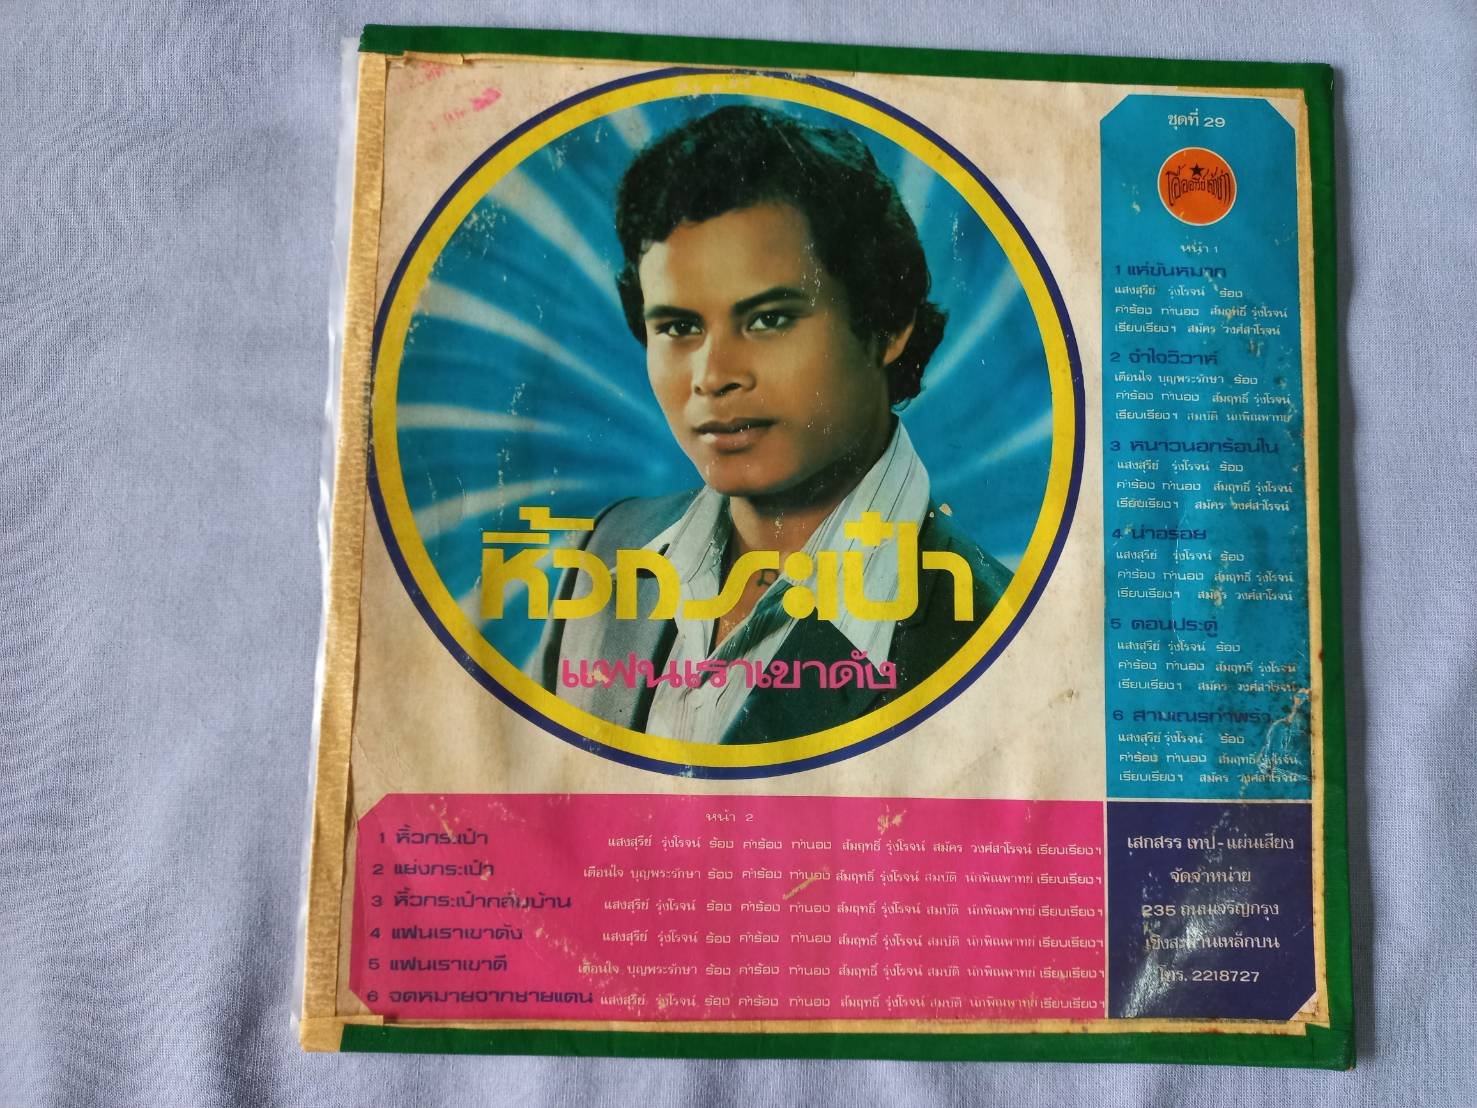 ชุดที่ 29
หน้า 1
1 แห่ขันหมาก
แสงสุรีย์ รุ่งโรจน์ ร้อง
คำร้อง ทำนอง สัมฤทธิ์ รุ่งโรจน์
เรียบเรียงฯ สมัคร วงศ์สาโรจน์
2 จำใจวิวาห์
เตือนใจ บุญพระรักษา ร้อง
คำร้อง ทำนอง สัมฤทธิ์ รุ่งโรจน์
เรียบเรียงฯ สมบัติ นักพิณพาทย์
3 หนาวนอกร้อนใน
แสงสุรีย์ รุ่งโรจน์ ร้อง
คำร้อง ทำนอง สัมฤทธิ์ รุ่งโรจน์
เรียบเรียงฯ สมัคร วงศ์สาโรจน์
4 น่าอร่อย
แสงสุรีย์ รุ่งโรจน์ ร้อง
คำร้อง ทำนอง สัมฤทธิ์ รุ่งโรจน์
เรียบเรียงฯ สมัคร วงศ์สาโรจน์
5 ดอนประดู่
แสงสุรีย์ รุ่งโรจน์ ร้อง
คำร้อง ทำนอง สัมฤทธิ์ รุ่งโรจน์
เรียบเรียงฯ สมัคร วงศ์สาโรจน์
6 สามเณรกำพร้า
แสงสุรีย์ รุ่งโรจน์ ร้อง
คำร้อง ทำนอง สัมฤทธิ์ รุ่งโรจน์
เรียบเรียงฯ สมัคร วงศ์สาโรจน์
หิ้วกระเป๋า
แฟนเราเขาดัง
หน้า 2
1 หิ้วกระเป๋า แสงสุรีย์ รุ่งโรจน์ ร้อง คำร้อง ทำนอง สัมฤทธิ์ รุ่งโรจน์ สมัคร วงศ์สาโรจน์ เรียบเรียงฯ
2 แย่งกระเป๋า เตือนใจ บุญพระรักษา ร้อง คำร้อง ทำนอง สัมฤทธิ์ รุ่งโรจน์ สมบัติ นักพิณพาทย์ เรียบเรียงฯ
3 หิ้วกระเป๋ากลับบ้าน แสงสุรีย์ รุ่งโรจน์ ร้อง คำร้อง ทำนอง สัมฤทธิ์ รุ่งโรจน์ สมบัติ นักพิณพาทย์ เรียบเรียงฯ
4 แฟนเราเขาดัง แสงสุรีย์ รุ่งโรจน์ ร้อง คำร้อง ทำนอง สัมฤทธิ์ รุ่งโรจน์ สมบัติ นักพิณพาทย์ เรียบเรียงฯ
5 แฟนเราเขาดี เตือนใจ บุญพระรักษา ร้อง คำร้อง ทำนอง สัมฤทธิ์ รุ่งโรจน์ สมบัติ นักพิณพาทย์ เรียบเรียงฯ
6 จดหมายจากชายแดน แสงสุรีย์ รุ่งโรจน์ ร้อง คำร้อง ทำนอง สัมฤทธิ์ รุ่งโรจน์ สมบัติ นักพิณพาทย์ เรียบเรียงฯ
เสกสรร เทป-แผ่นเสียง
จัดจำหน่าย
235 ถนนเจริญกรุง
เชิงสะพานเหล็กบน
โทร. 2218727